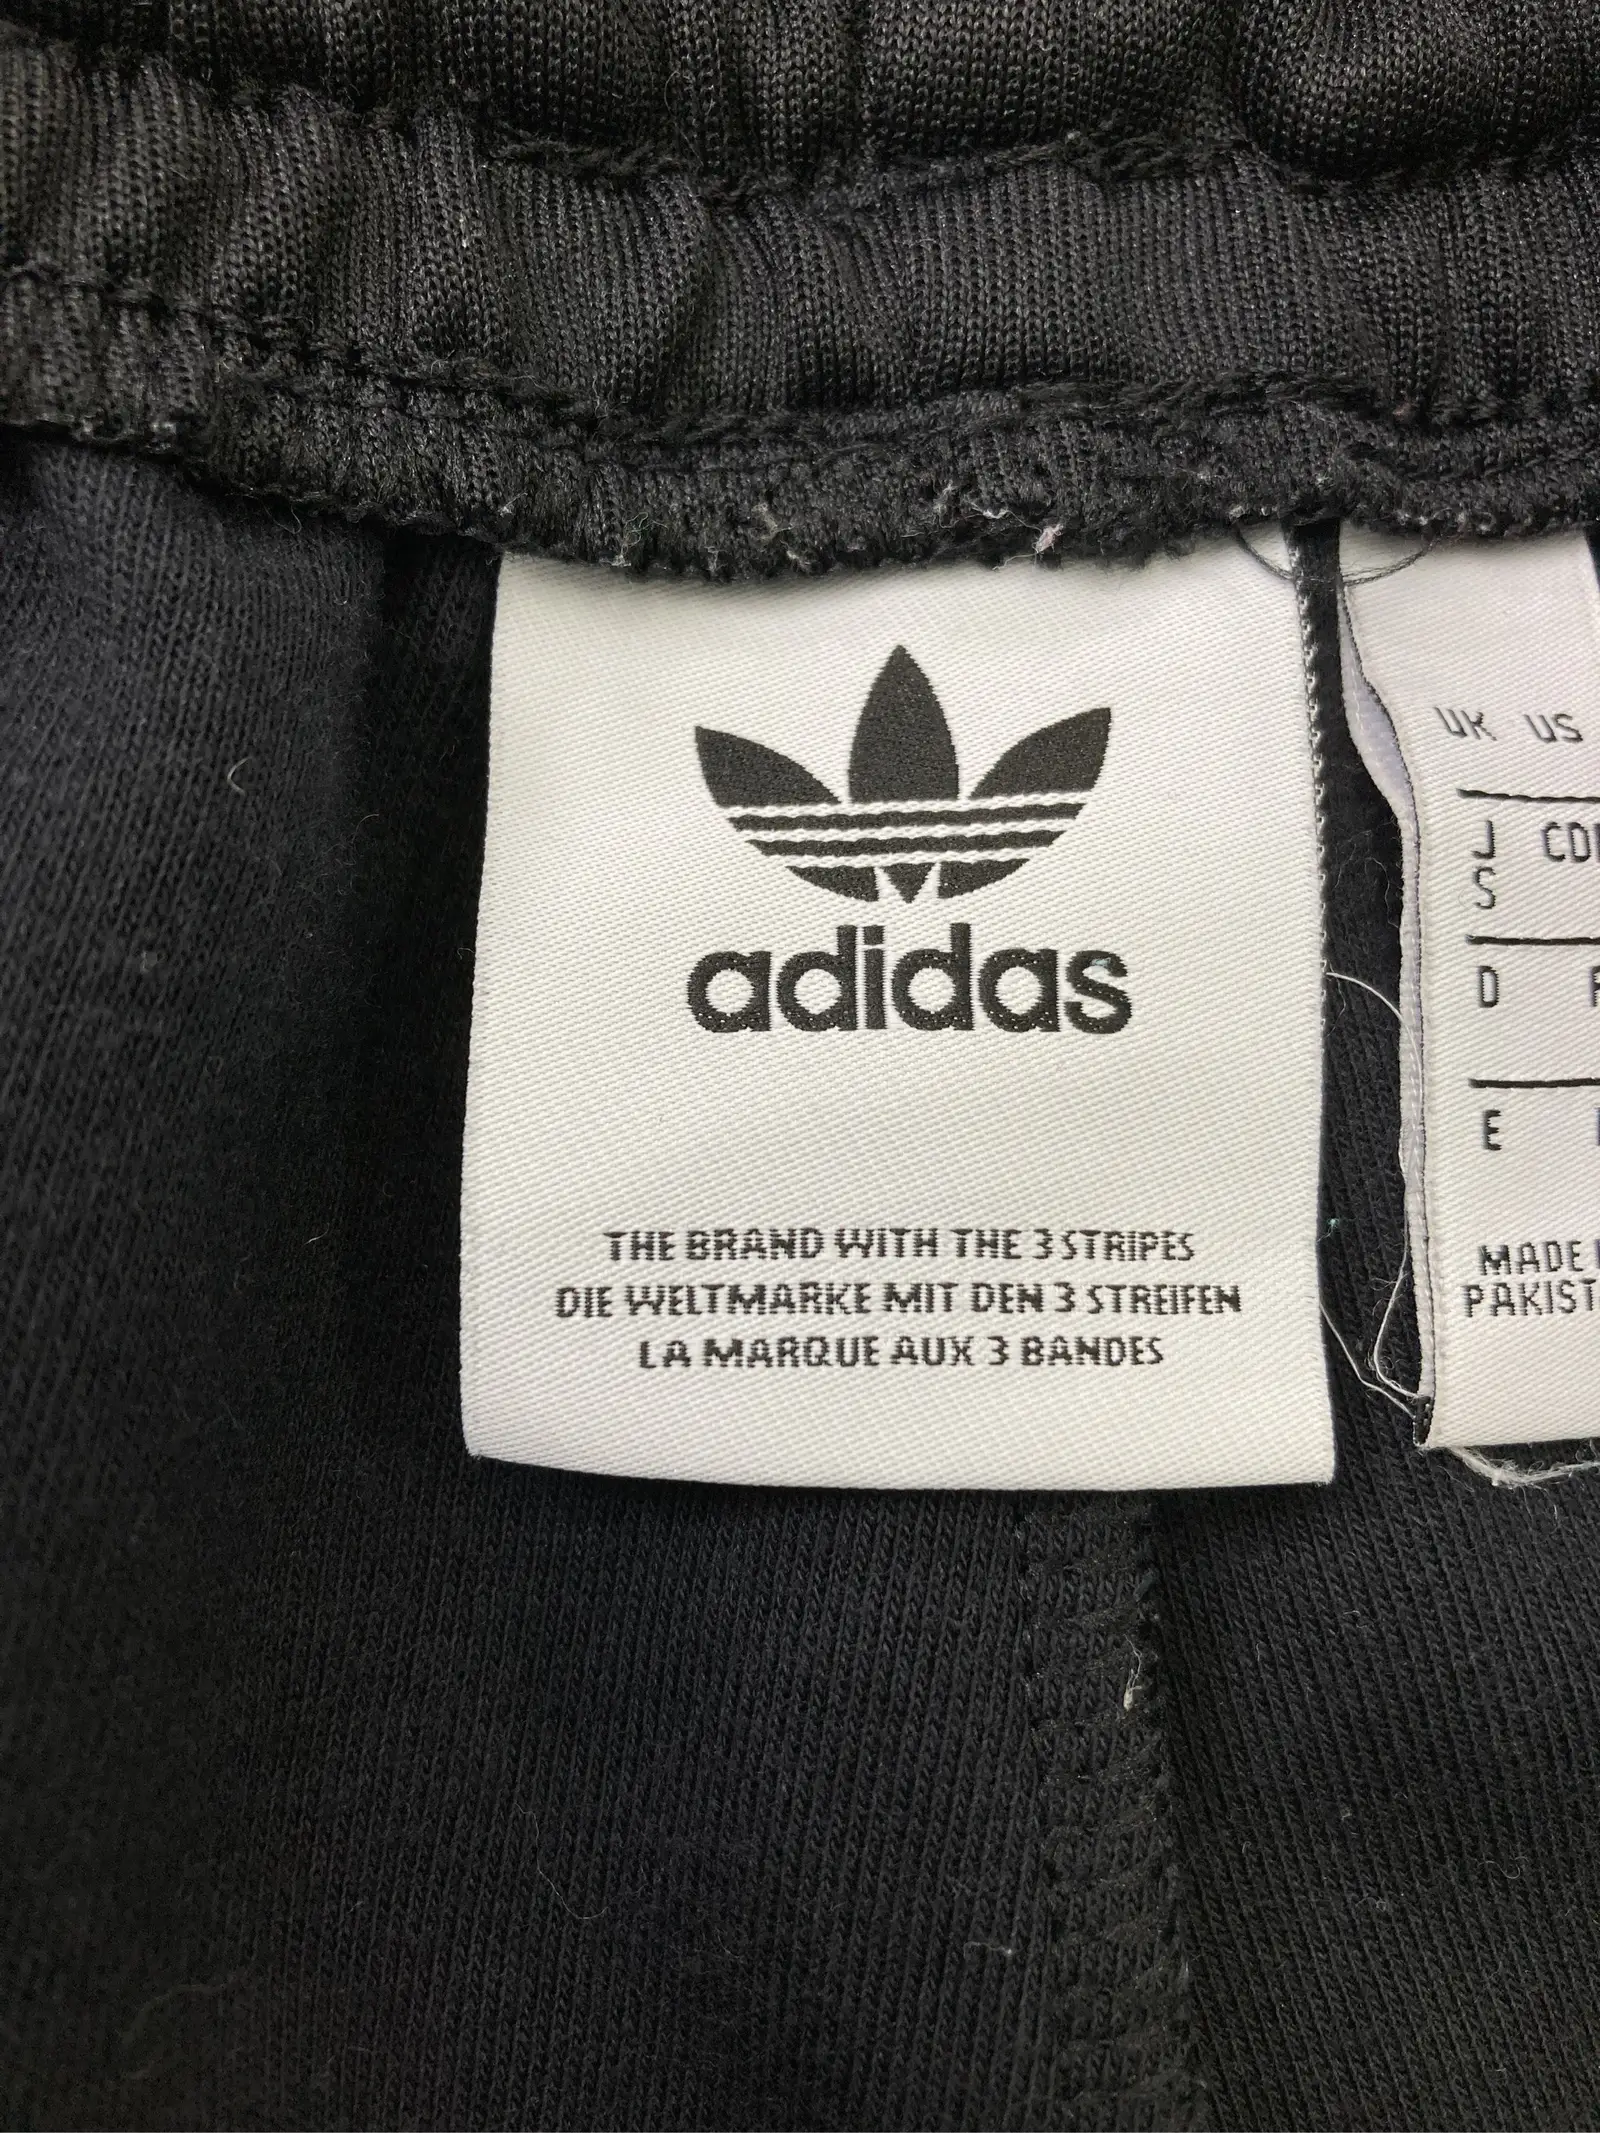 adidas
THE BRAND WITH THE 3 STRIPES
DIE WELTMARKE MIT DEN 3 STREIFEN
LA MARQUE AUX 3 BANDES
UK US
J
S
D
E
MADE